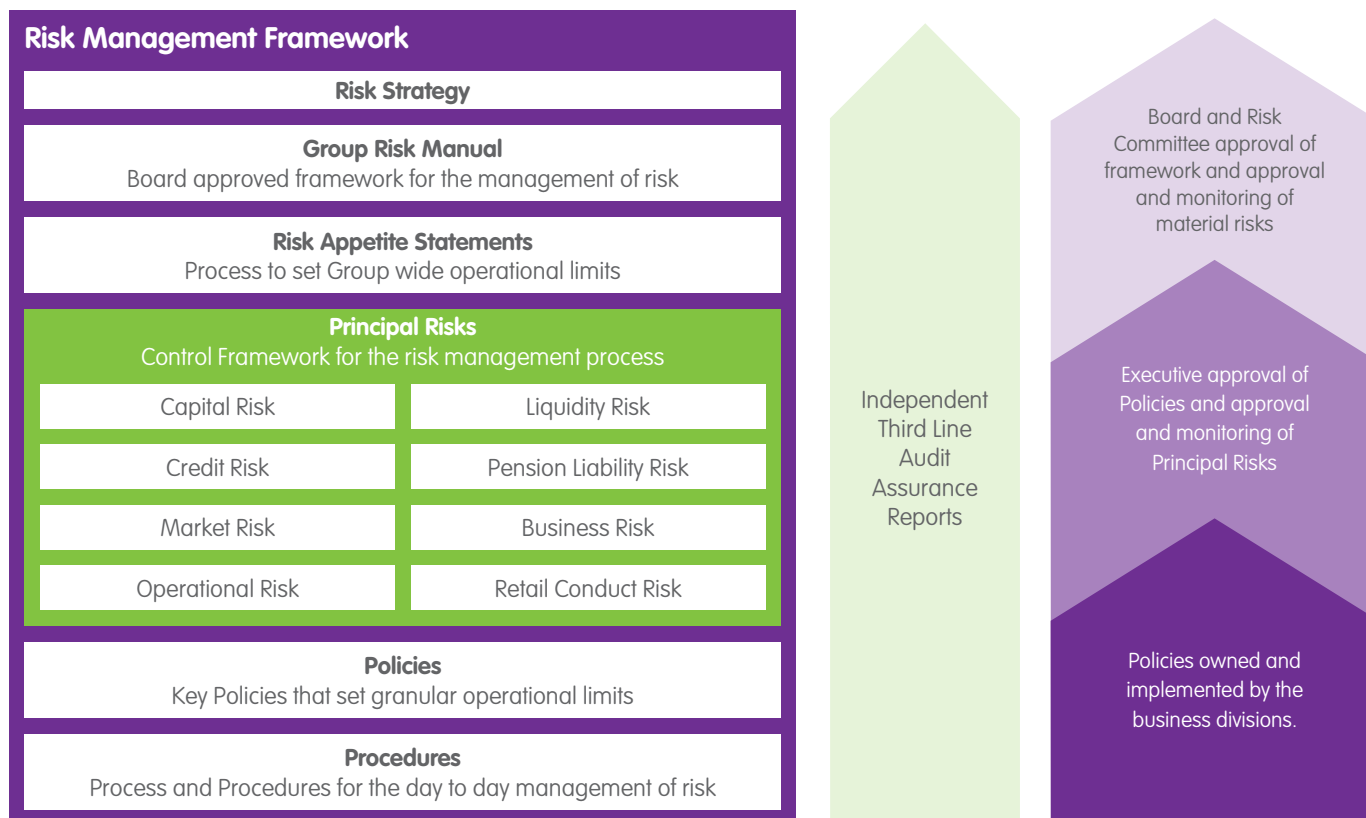 Risk Management Framework
Risk Strategy
Group Risk Manual
Board approved framework for the management of risk
Risk Appetite Statements
Process to set Group wide operational limits
Principal Risks
Control Framework for the risk management process
Capital Risk
Liquidity Risk
Credit Risk
Pension Liability Risk
Market Risk
Business Risk
Operational Risk
Retail Conduct Risk
Policies
Key Policies that set granular operational limits
Procedures
Process and Procedures for the day to day management of risk
Independent
Third Line
Audit
Assurance
Reports
Board and Risk
Committee approval of
framework and approval
and monitoring of
material risks
Executive approval of
Policies and approval
and monitoring of
Principal Risks
Policies owned and
implemented by the
business divisions.